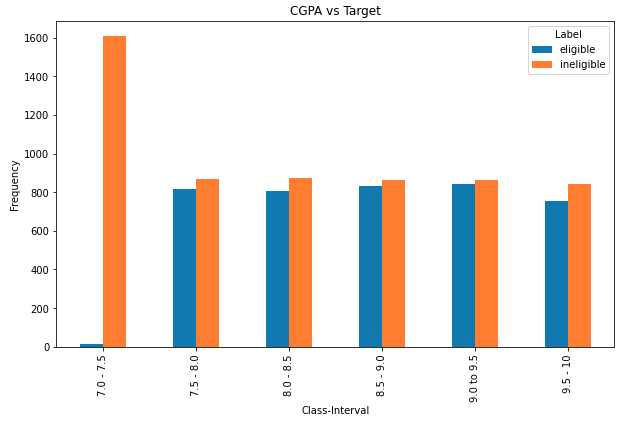 CGPA vs Target
Label
eligible
ineligible
1600
1400
1200
1000
800
600
400
200
0
Frequency
7.0 - 7.5
7.5 - 8.0
8.0 - 8.5
8.5 - 9.0
9.0 to 9.5
9.5 - 10
Class-Interval